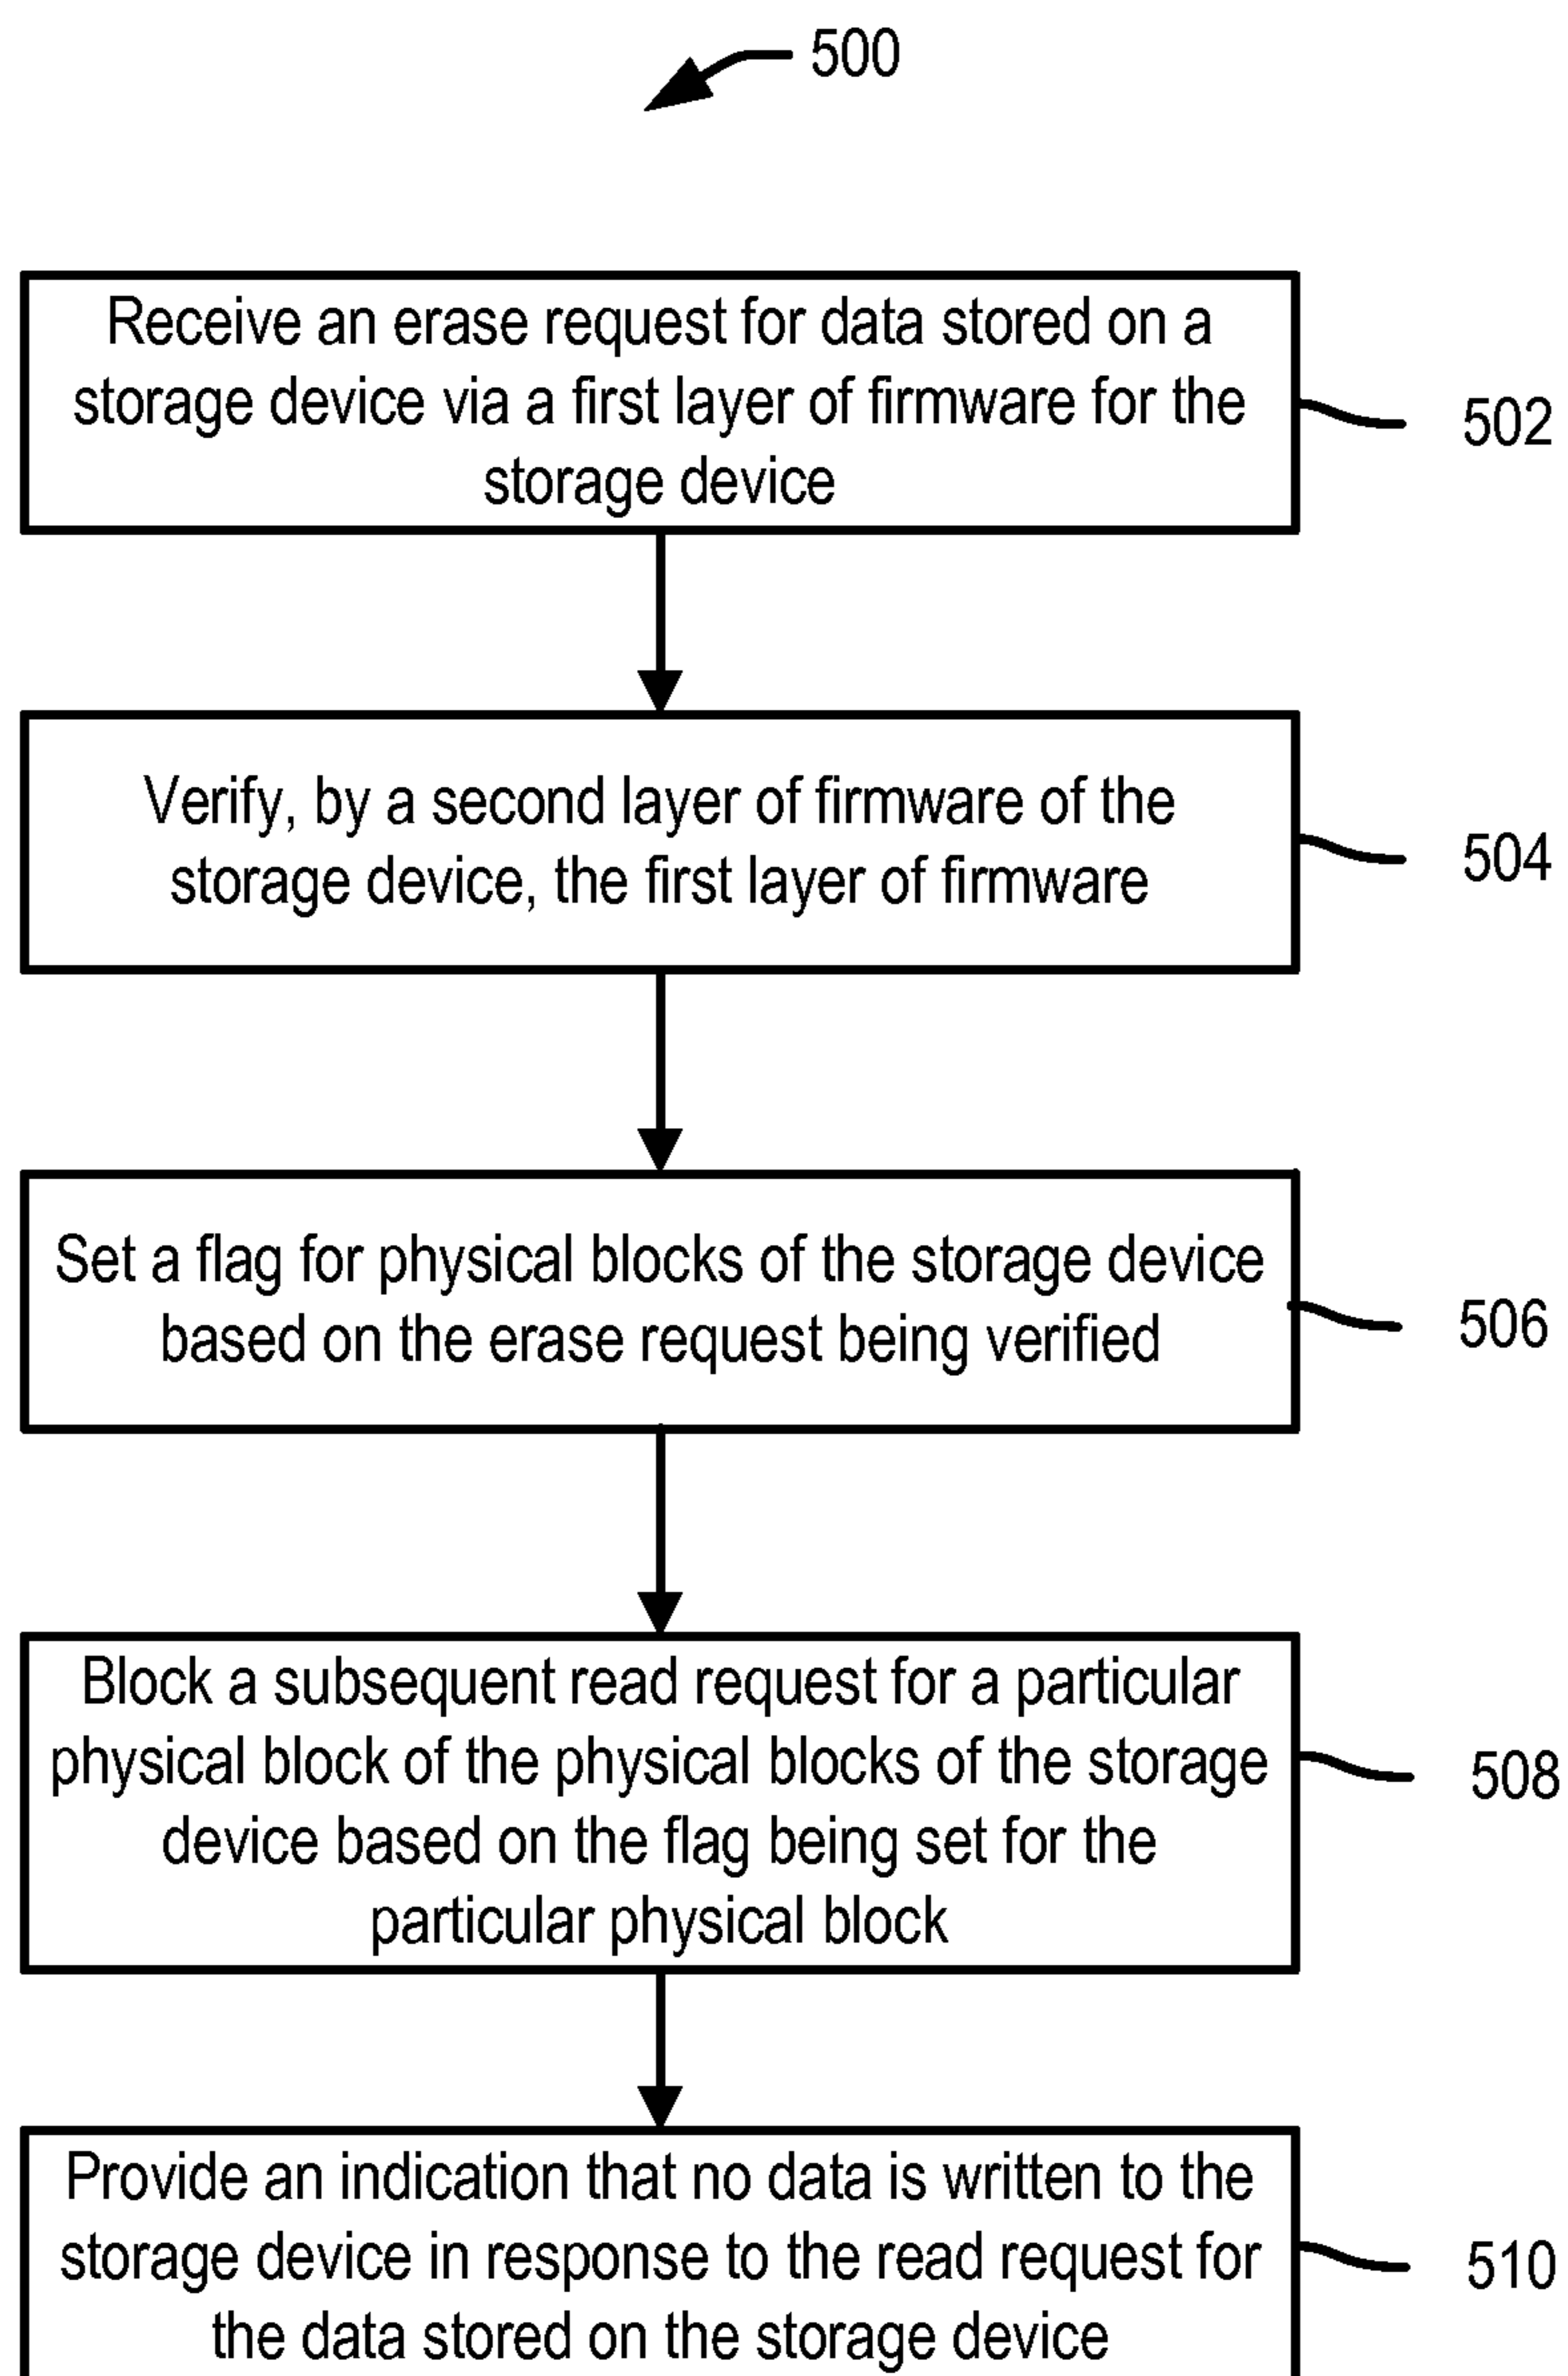 500
Receive an erase request for data stored on a
storage device via a first layer of firmware for the
storage device
502
Verify, by a second layer of firmware of the
storage device, the first layer of firmware
504
Set a flag for physical blocks of the storage device
based on the erase request being verified
506
Block a subsequent read request for a particular
physical block of the physical blocks of the storage
device based on the flag being set for the
particular physical block
508
Provide an indication that no data is written to the
storage device in response to the read request for
the data stored on the storage device
510